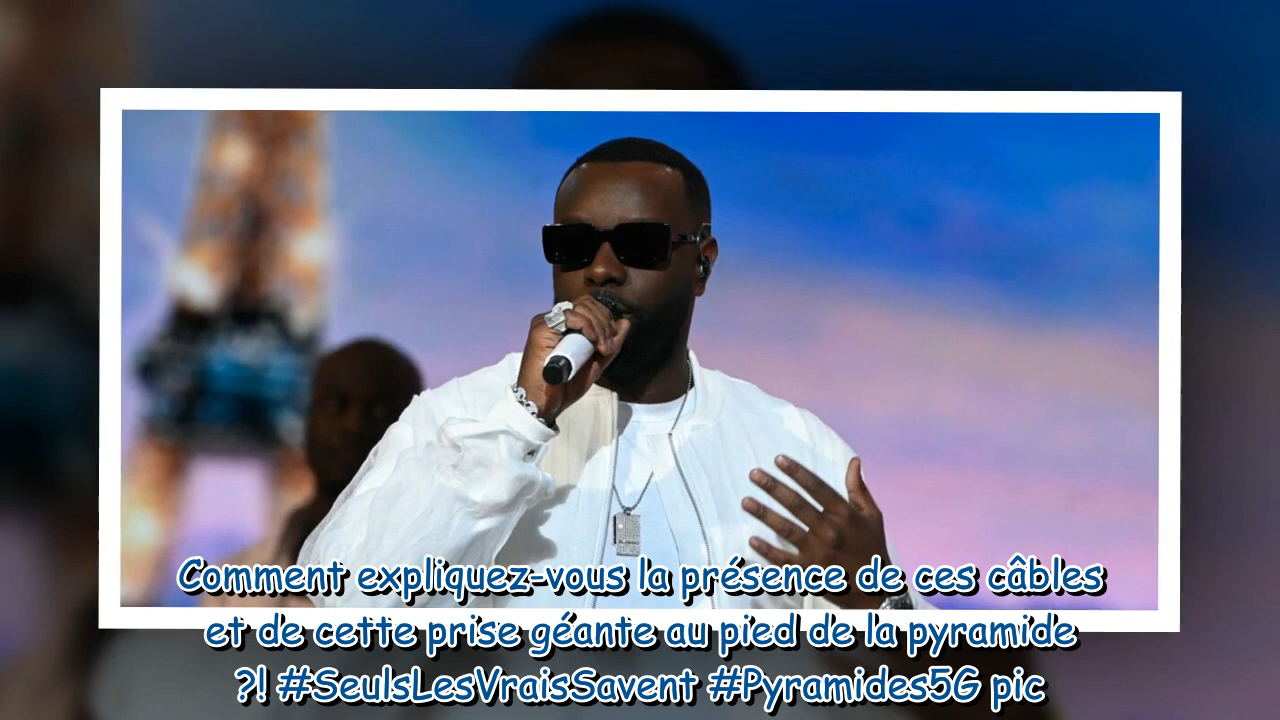 Comment expliquez-vous la présence de ces câbles
et de cette prise géante au pied de la pyramide
?! #SeulsLesVraisSavent #Pyramides5G pic